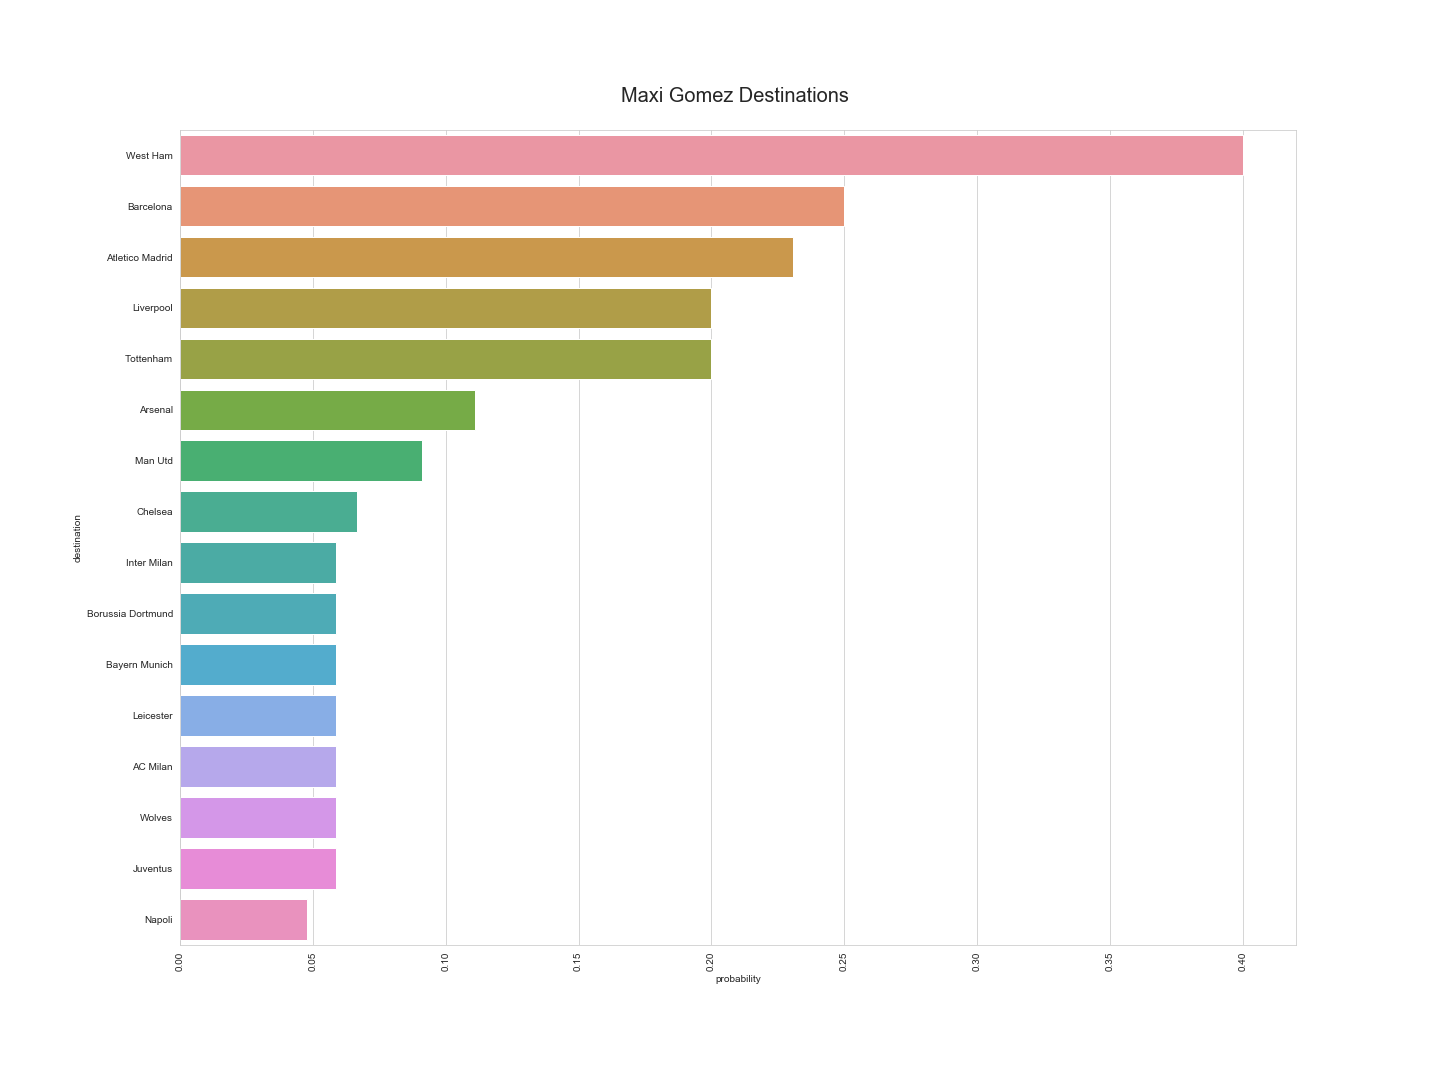 Maxi Gomez Destinations
West Ham
Barcelona
Atletico Madrid
Liverpool
Tottenham
Arsenal
Man Utd
Chelsea
Inter Milan
Borussia Dortmund
Bayern Munich
Leicester
AC Milan
Wolves
Juventus
Napoli
destination
0.00
0.05
0.10
0.15
0.20
0.25
0.30
0.35
0.40
probability